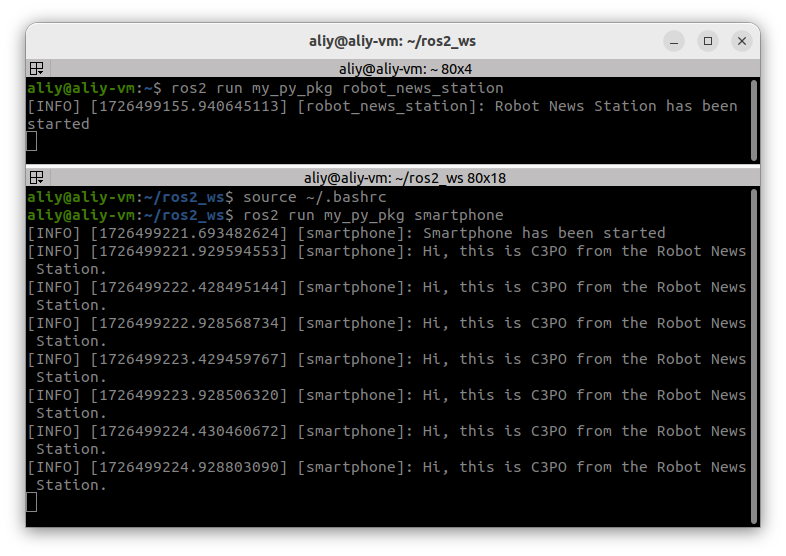 aliy@aliy-vm: ~/ros2_ws
aliy@aliy-vm: ~ 80x4
aliy@aliy-vm:~$ ros2 run my_py_pkg robot_news_station
[INFO] [1726499155.940645113] [robot_news_station]: Robot News Station has been
started
aliy@aliy-vm: ~/ros2_ws 80x18
aliy@aliy-vm:~/ros2_ws$ source ~/.bashrc
aliy@aliy-vm:~/ros2_ws$ ros2 run my_py_pkg smartphone
[INFO] [1726499221.693482624] [smartphone]: Smartphone has been started
[INFO] [1726499221.929594553] [smartphone]: Hi, this is C3PO from the Robot News
 Station.
[INFO] [1726499222.428495144] [smartphone]: Hi, this is C3PO from the Robot News
 Station.
[INFO] [1726499222.928568734] [smartphone]: Hi, this is C3PO from the Robot News
 Station.
[INFO] [1726499223.429459767] [smartphone]: Hi, this is C3PO from the Robot News
 Station.
[INFO] [1726499223.928506320] [smartphone]: Hi, this is C3PO from the Robot News
 Station.
[INFO] [1726499224.430460672] [smartphone]: Hi, this is C3PO from the Robot News
 Station.
[INFO] [1726499224.928803090] [smartphone]: Hi, this is C3PO from the Robot News
 Station.